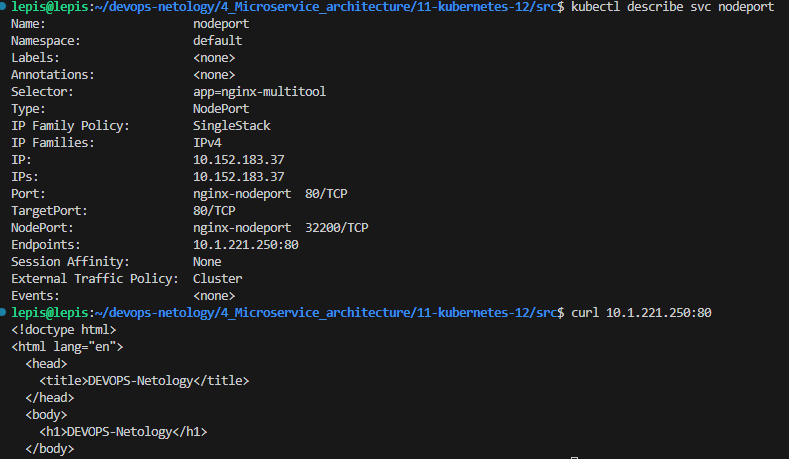 lepis@lepis:~/devops-netology/4_Microservice_architecture/11-kubernetes-12/src$ kubectl describe svc nodeport
Name:                     nodeport
Namespace:                default
Labels:                   <none>
Annotations:              <none>
Selector:                 app=nginx-multitool
Type:                     NodePort
IP Family Policy:         SingleStack
IP Families:              IPv4
IP:                       10.152.183.37
IPs:                      10.152.183.37
Port:                     nginx-nodeport  80/TCP
TargetPort:               80/TCP
NodePort:                 nginx-nodeport  32200/TCP
Endpoints:                10.1.221.250:80
Session Affinity:         None
External Traffic Policy:  Cluster
Events:                   <none>
lepis@lepis:~/devops-netology/4_Microservice_architecture/11-kubernetes-12/src$ curl 10.1.221.250:80
<!doctype html>
<html lang="en">
  <head>
    <title>DEVOPS-Netology</title>
  </head>
  <body>
    <h1>DEVOPS-Netology</h1>
  </body>